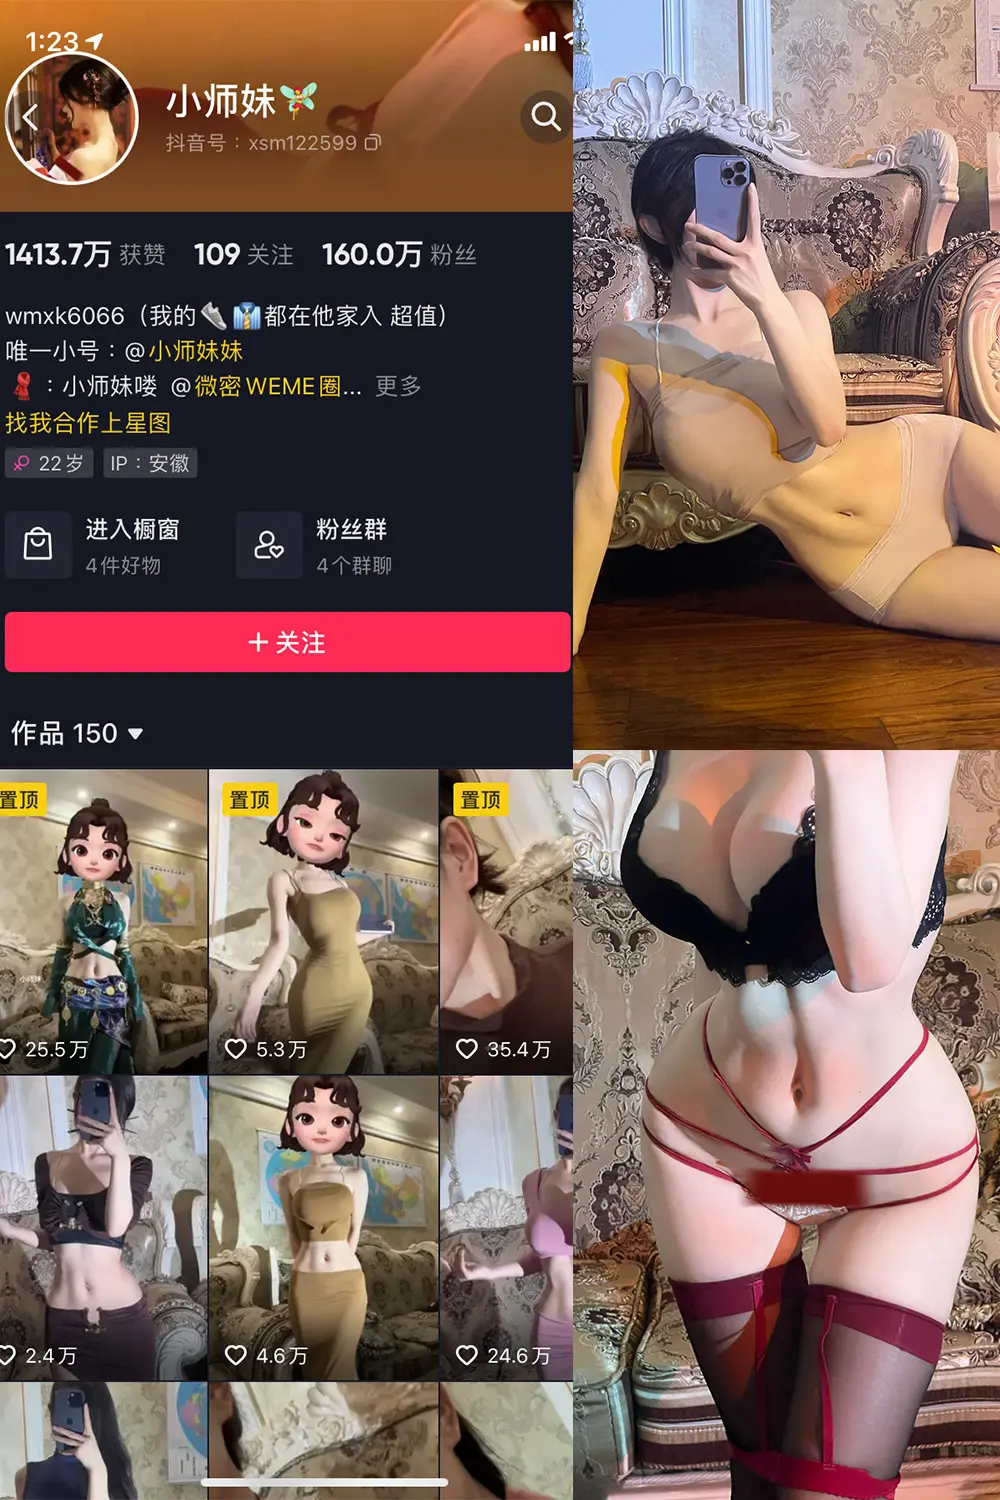 1:23
小师妹
抖音号：xsm122599
1413.7万 获赞 109 关注 160.0万 粉丝
wmxk6066（我的👟👔都在他家入 超值）
唯一小号：@小师妹妹
：小师妹喽 @微密WEME圈... 更多
找我合作上星图
22岁 IP：安徽
进入橱窗
4件好物
粉丝群
4个群聊
+ 关注
作品 150
置顶 置顶 置顶
25.5万 5.3万 35.4万
2.4万 4.6万 24.6万